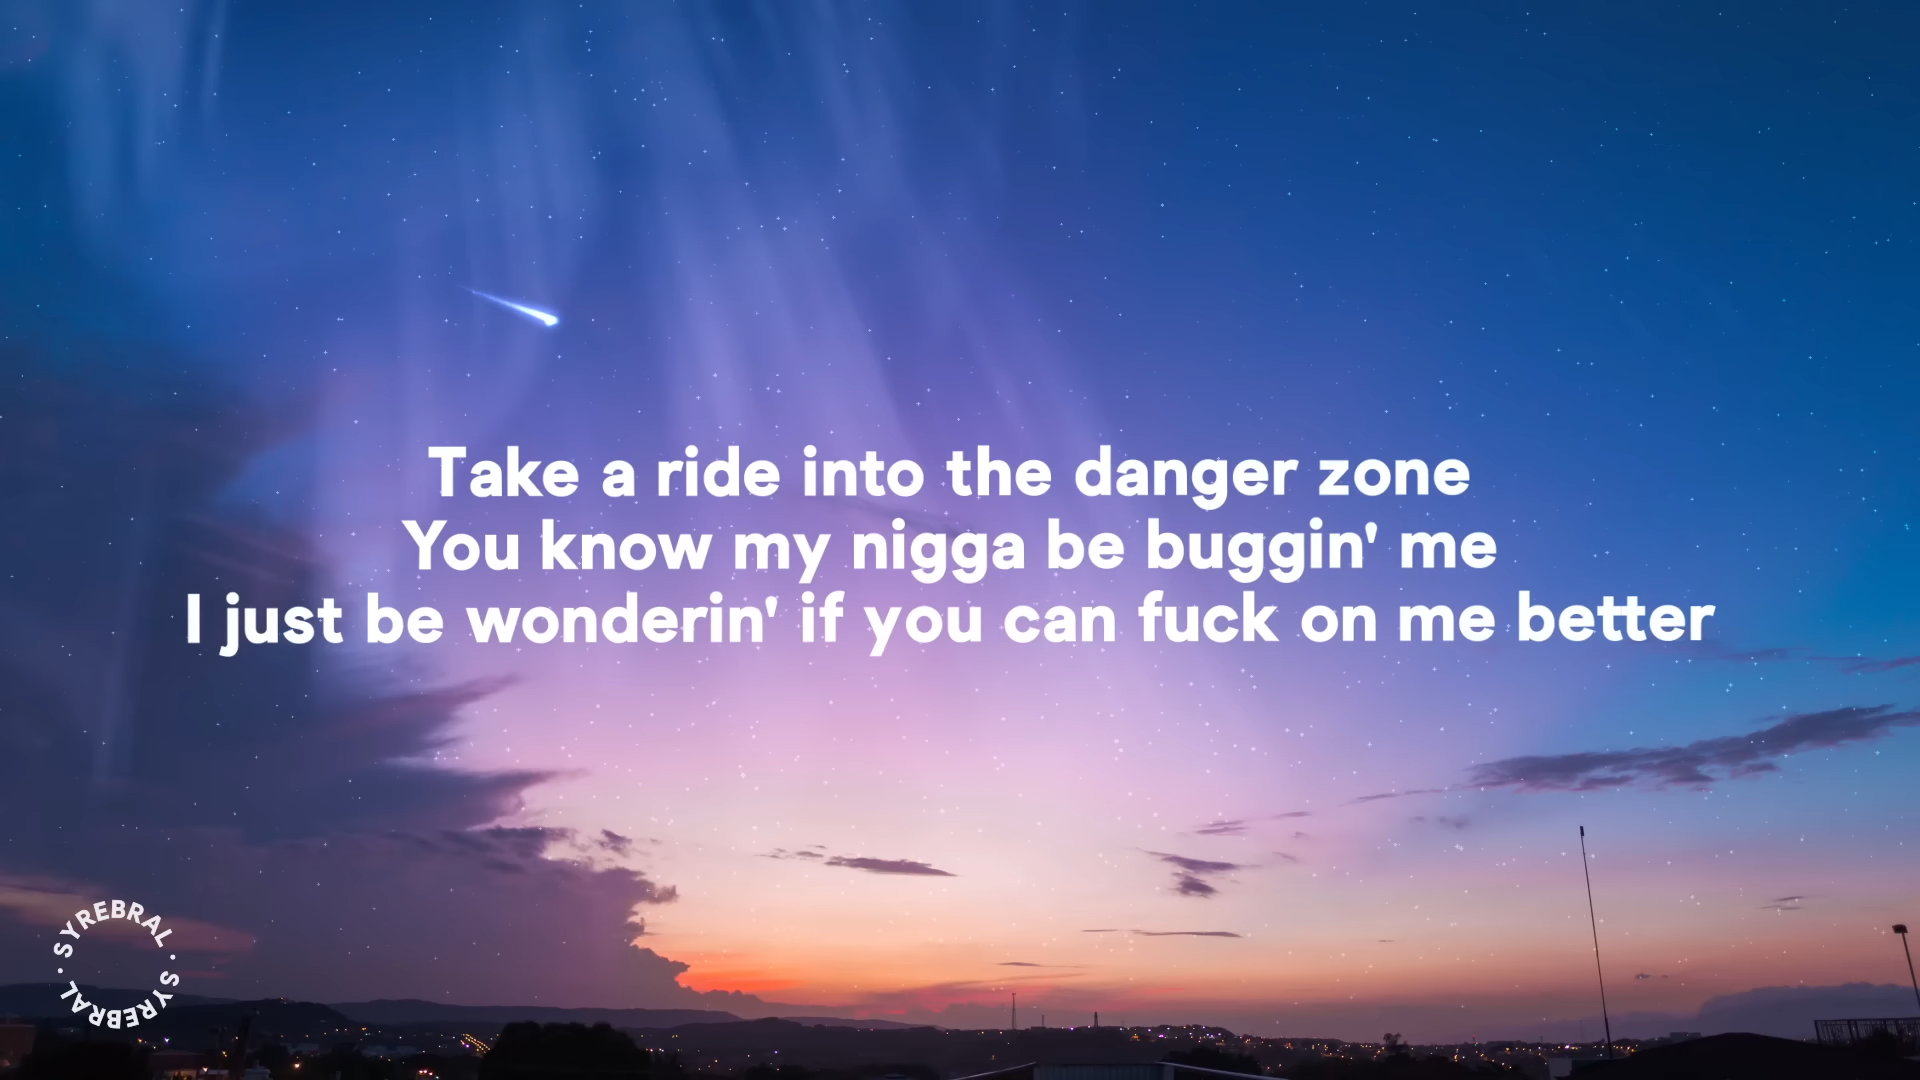 Take a ride into the danger zone
You know my nigga be buggin' me
I just be wonderin' if you can fuck on me better
SYREBRAL · SYREBRAL ·